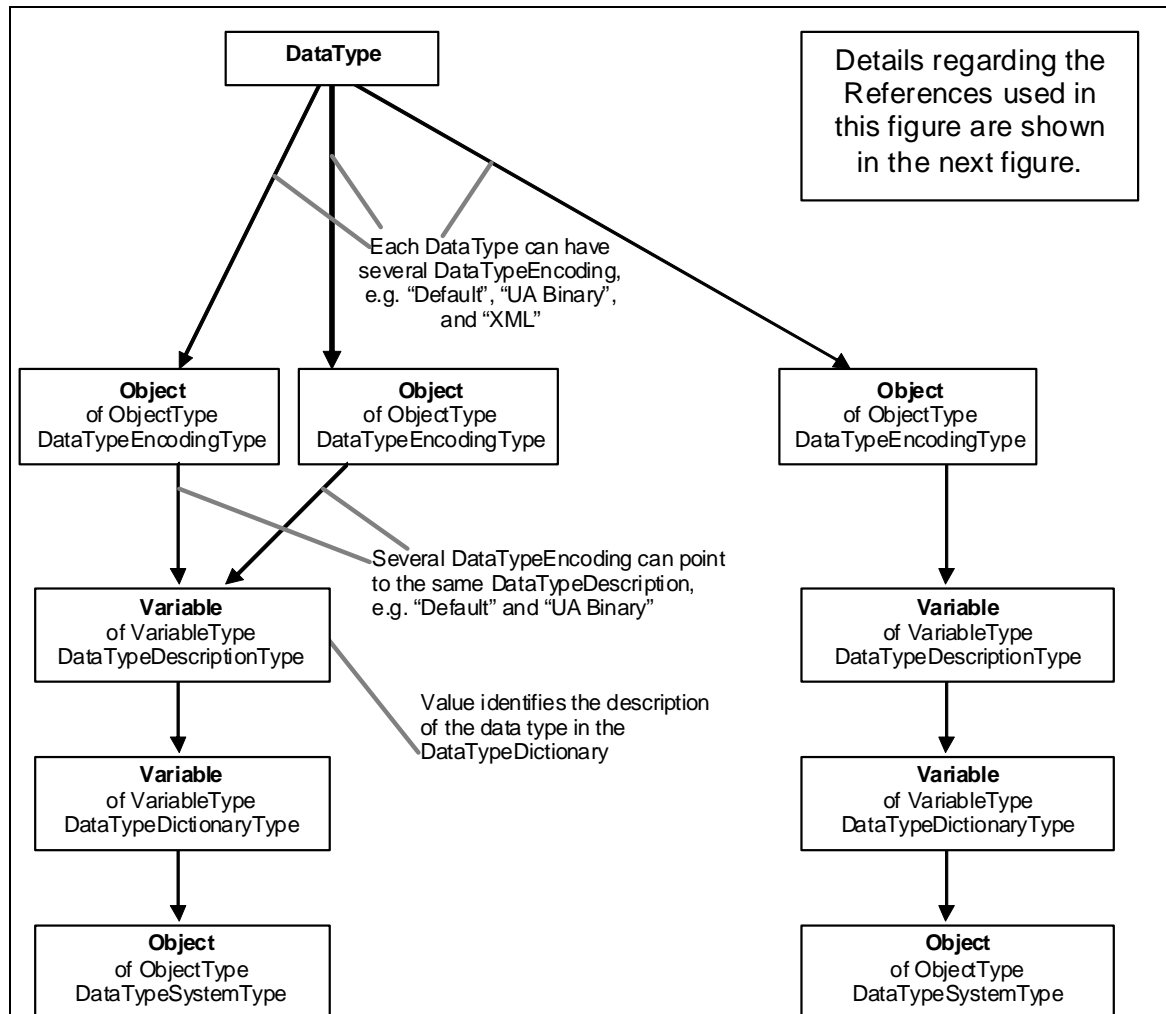 DataType
Details regarding the
References used in
this figure are shown
in the next figure.
Each DataType can have
several DataTypeEncoding,
e.g. “Default”, “UA Binary”,
and “XML”
Object
of ObjectType
DataTypeEncodingType
Object
of ObjectType
DataTypeEncodingType
Object
of ObjectType
DataTypeEncodingType
Several DataTypeEncoding can point
to the same DataTypeDescription,
e.g. “Default” and “UA Binary”
Variable
of VariableType
DataTypeDescriptionType
Variable
of VariableType
DataTypeDescriptionType
Value identifies the description
of the data type in the
DataTypeDictionary
Variable
of VariableType
DataTypeDictionaryType
Variable
of VariableType
DataTypeDictionaryType
Object
of ObjectType
DataTypeSystemType
Object
of ObjectType
DataTypeSystemType